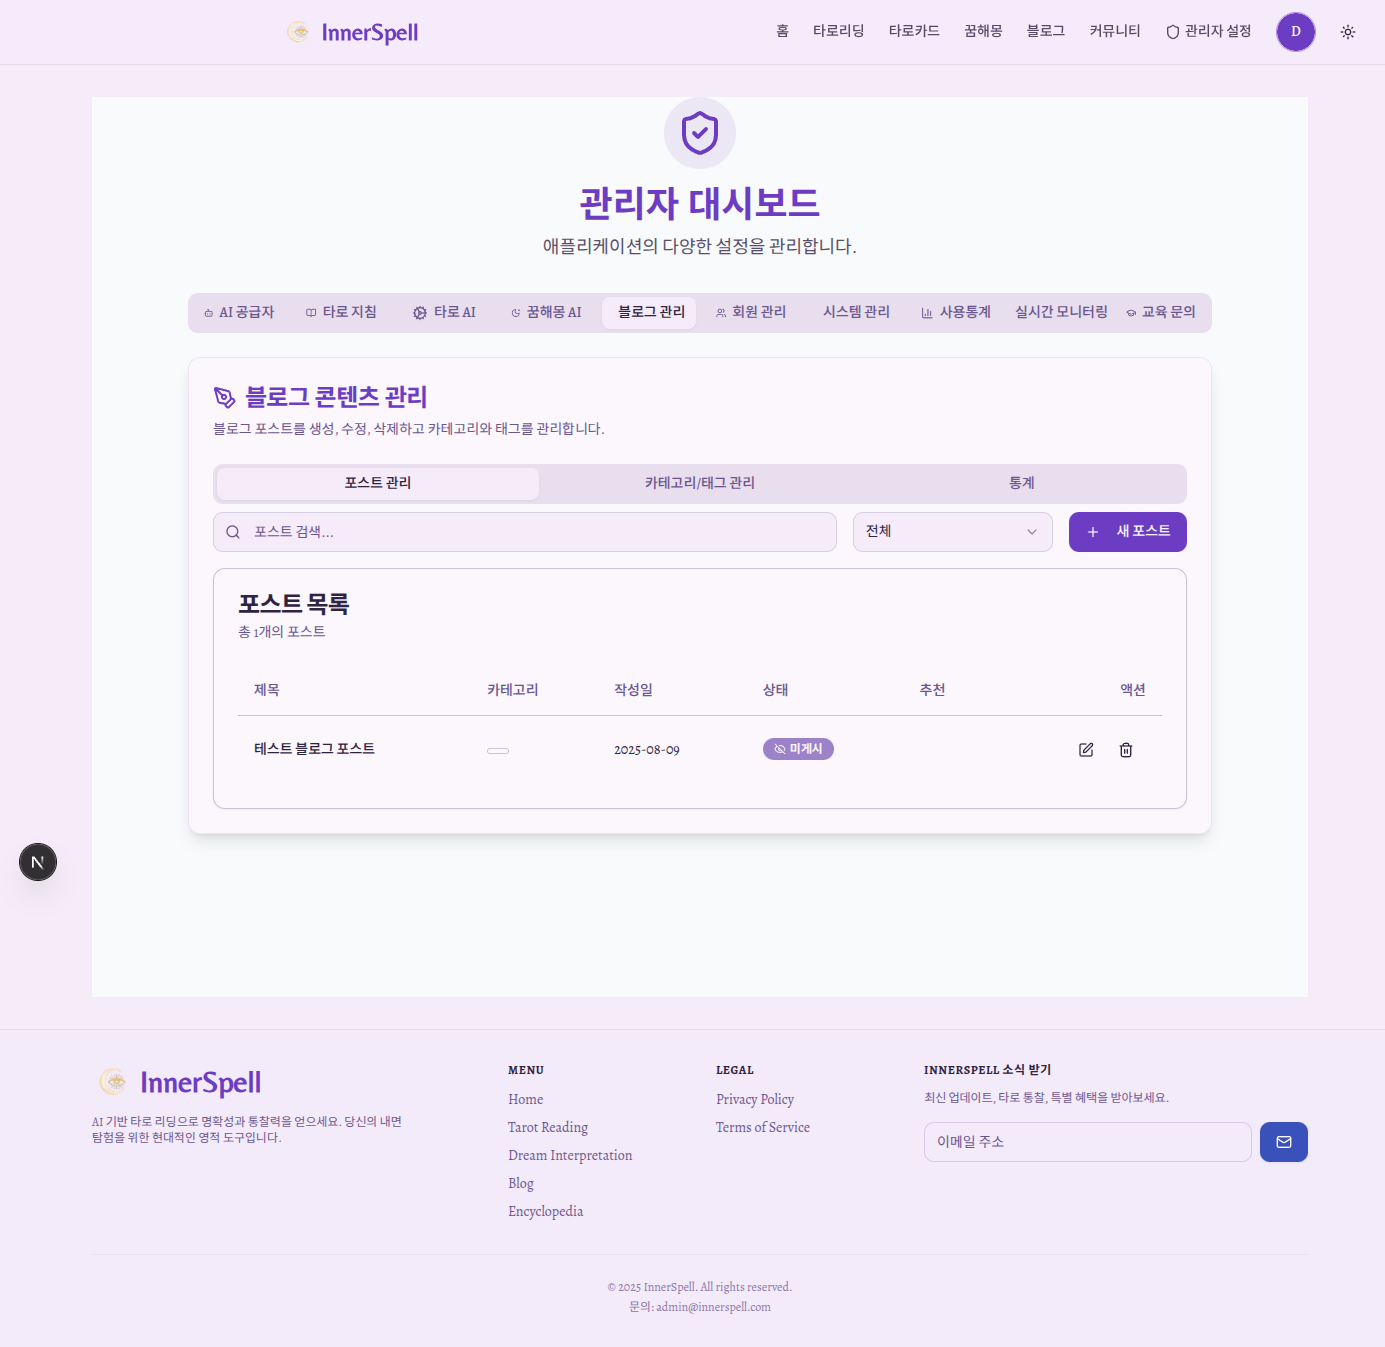 InnerSpell
홈 타로리딩 타로카드 꿈해몽 블로그 커뮤니티 관리자 설정 D
관리자 대시보드
애플리케이션의 다양한 설정을 관리합니다.
AI 공급자 타로 지침 타로 AI 꿈해몽 AI 블로그 관리 회원 관리 시스템 관리 사용통계 실시간 모니터링 교육 문의
블로그 콘텐츠 관리
블로그 포스트를 생성, 수정, 삭제하고 카테고리와 태그를 관리합니다.
포스트 관리 카테고리/태그 관리 통계
포스트 검색... 전체 새 포스트
포스트 목록
총 1개의 포스트
제목 카테고리 작성일 상태 추천 액션
테스트 블로그 포스트 2025-08-09 미게시
N
InnerSpell
AI 기반 타로 리딩으로 명확성과 통찰력을 얻으세요. 당신의 내면
탐험을 위한 현대적인 영적 도구입니다.
MENU
Home
Tarot Reading
Dream Interpretation
Blog
Encyclopedia
LEGAL
Privacy Policy
Terms of Service
INNERSPELL 소식 받기
최신 업데이트, 타로 통찰, 특별 혜택을 받아보세요.
이메일 주소
© 2025 InnerSpell. All rights reserved.
문의: admin@innerspell.com